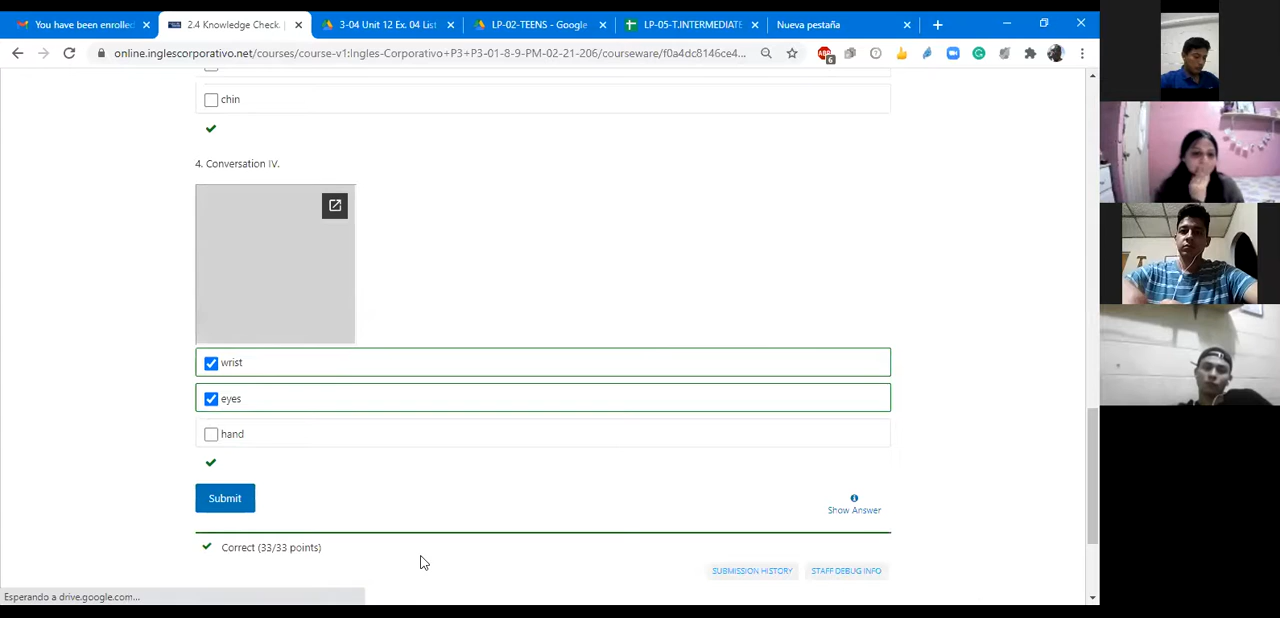 You have been enrolled
2.4 Knowledge Check.
3-04 Unit 12 Ex. 04 List
LP-02-TEENS - Google
LP-05-T.INTERMEDIATE
Nueva pestaña
online.inglescorporativo.net/courses/course-v1:Ingles-Corporativo+P3+P3-01-8-9-PM-02-21-206/courseware/f0a4dc8146ce4...
6
chin
4. Conversation IV.
wrist
eyes
hand
Submit
Show Answer
Correct (33/33 points)
SUBMISSION HISTORY
STAFF DEBUG INFO
Esperando a drive.google.com...